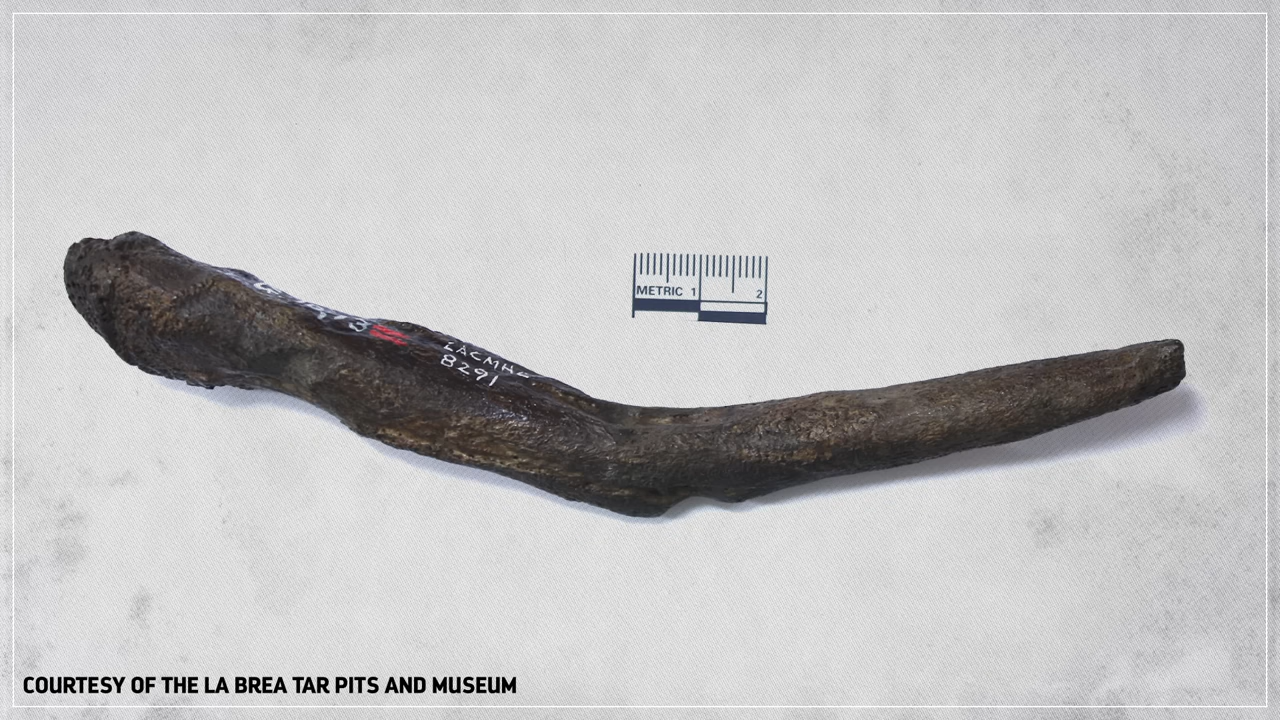 METRIC 1 2
LACMHC
8291
COURTESY OF THE LA BREA TAR PITS AND MUSEUM